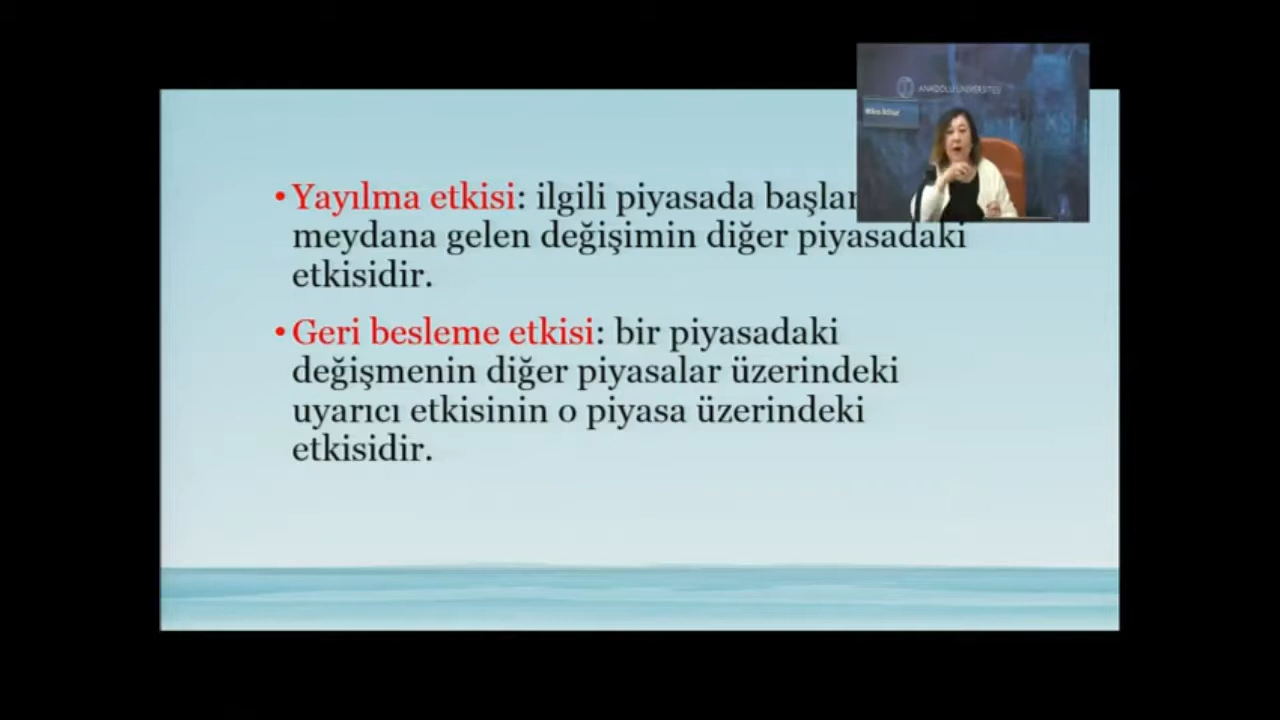 ANADOLU ÜNİVERSİTESİ
• Yayılma etkisi: ilgili piyasada
meydana gelen değişimin diğer piyasadaki
etkisidir.
• Geri besleme etkisi: bir piyasadaki
değişmenin diğer piyasalar üzerindeki
uyarıcı etkisinin o piyasa üzerindeki
etkisidir.